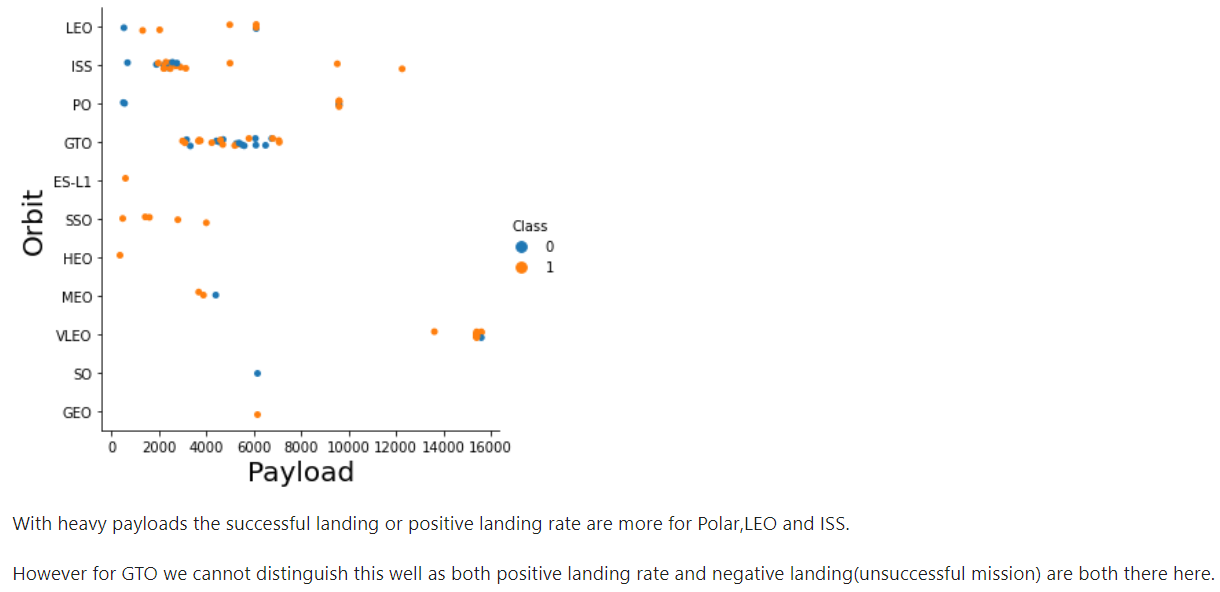 LEO
ISS
PO
GTO
ES-L1
SSO
HEO
MEO
VLEO
SO
GEO
Orbit
Class
0
1
0 2000 4000 6000 8000 10000 12000 14000 16000
Payload
With heavy payloads the successful landing or positive landing rate are more for Polar,LEO and ISS.
However for GTO we cannot distinguish this well as both positive landing rate and negative landing(unsuccessful mission) are both there here.